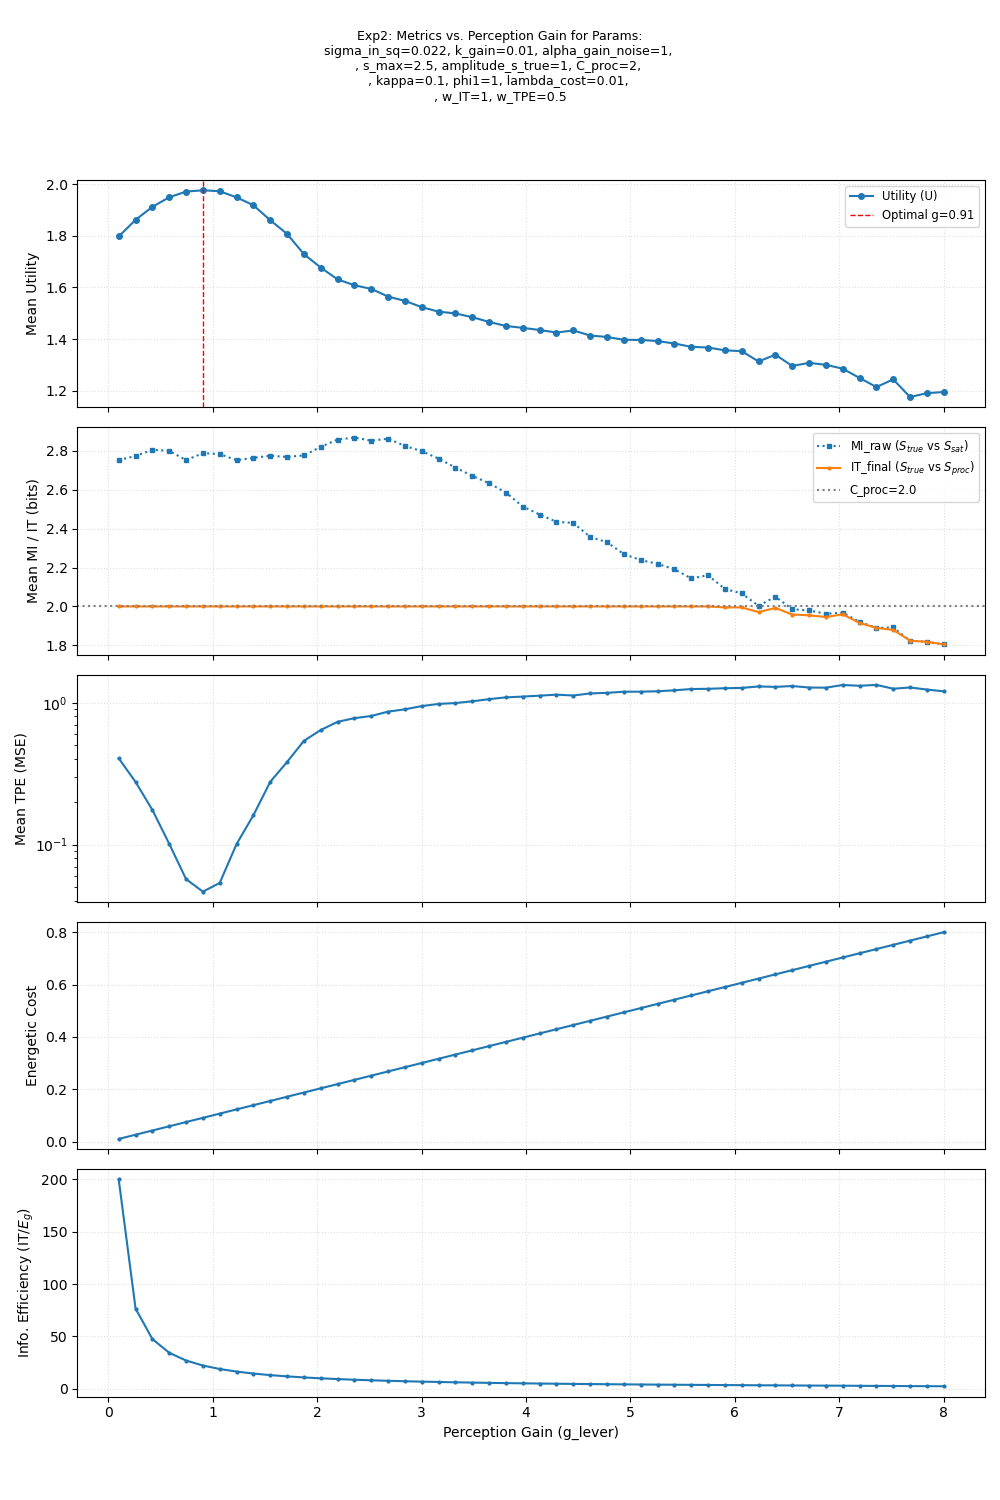 Exp2: Metrics vs. Perception Gain for Params:
sigma_in_sq=0.022, k_gain=0.01, alpha_gain_noise=1,
, s_max=2.5, amplitude_s_true=1, C_proc=2,
, kappa=0.1, phi1=1, lambda_cost=0.01,
, w_IT=1, w_TPE=0.5
Mean Utility
2.0
1.8
1.6
1.4
1.2
Utility (U)
Optimal g=0.91
Mean MI / IT (bits)
2.8
2.6
2.4
2.2
2.0
1.8
MI_raw (S_true vs S_sat)
IT_final (S_true vs S_proc)
C_proc=2.0
Mean TPE (MSE)
10⁰
10⁻¹
Energetic Cost
0.8
0.6
0.4
0.2
0.0
Info. Efficiency (IT/E_g)
200
150
100
50
0
0 1 2 3 4 5 6 7 8
Perception Gain (g_lever)